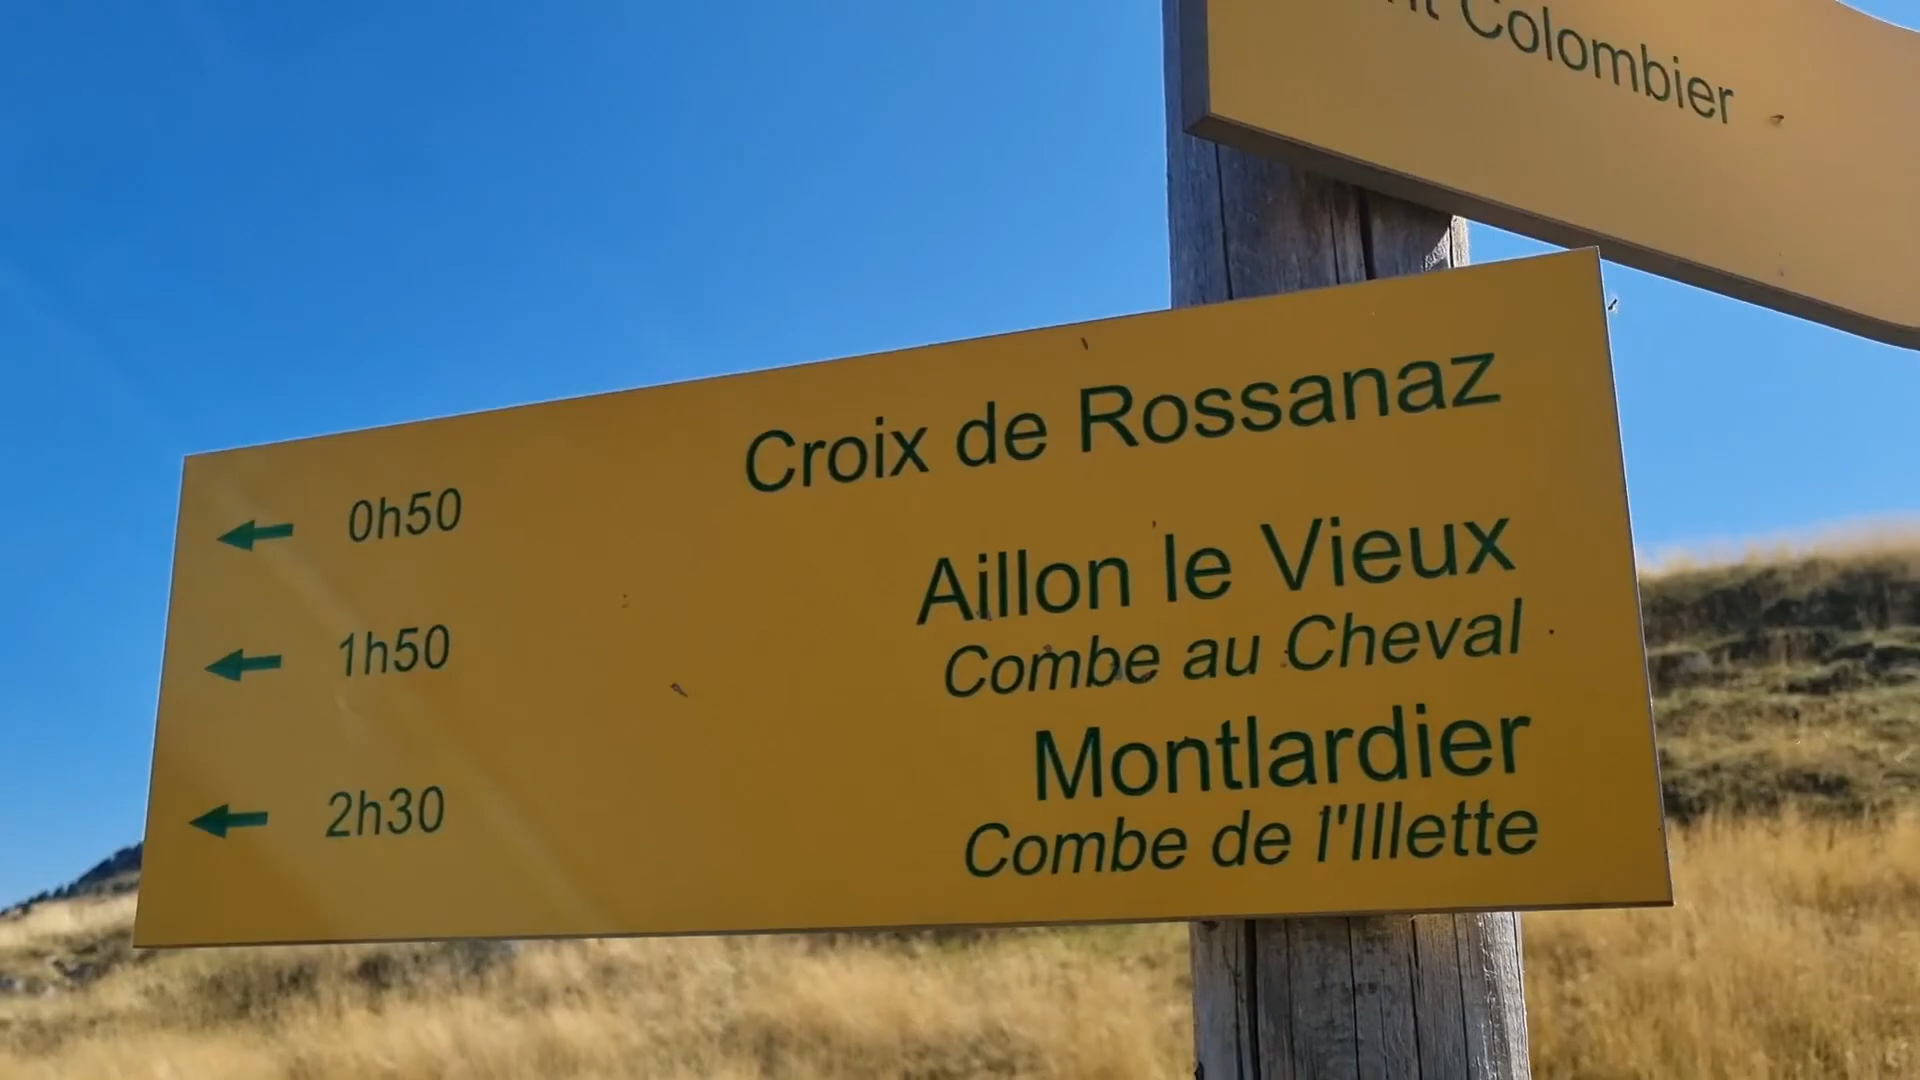 Colombier
0h50 Croix de Rossanaz
1h50 Aillon le Vieux
Combe au Cheval
2h30 Montlardier
Combe de l'Illette